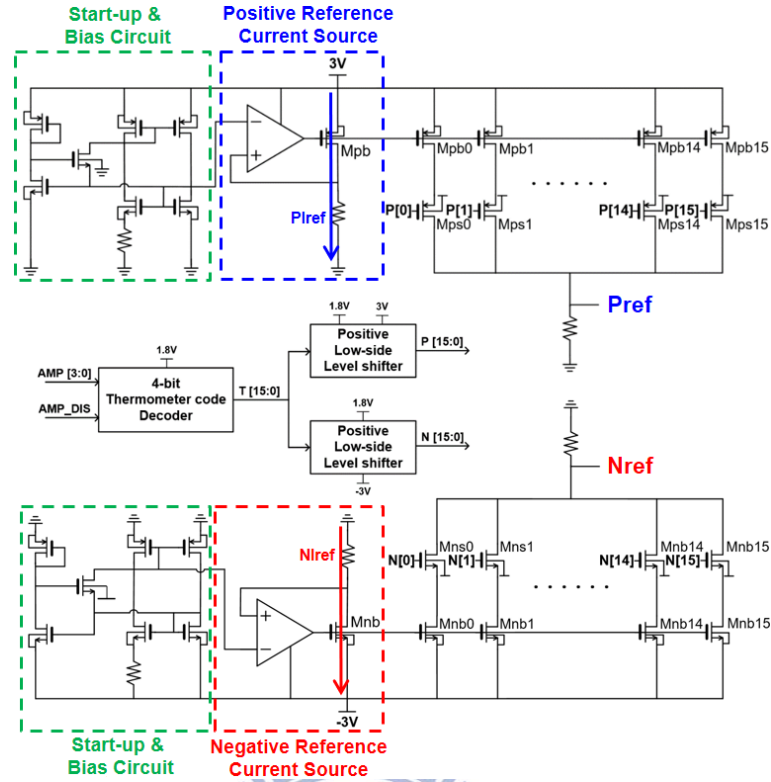 Start-up &
Bias Circuit
Positive Reference
Current Source
3V
Mpb
PIref
Mpb0
Mpb1
Mpb14
Mpb15
P[0]
P[1]
P[14]
P[15]
Mps0
Mps1
Mps14
Mps15
Pref
1.8V
AMP [3:0]
AMP_DIS
4-bit
Thermometer code
Decoder
T [15:0]
1.8V
3V
Positive
Low-side
Level shifter
P [15:0]
1.8V
Positive
Low-side
Level shifter
N [15:0]
-3V
Nref
NIref
Mnb
Mns0
Mns1
Mnb14
Mnb15
N[0]
N[1]
N[14]
N[15]
Mnb0
Mnb1
Mnb14
Mnb15
-3V
Start-up &
Bias Circuit
Negative Reference
Current Source